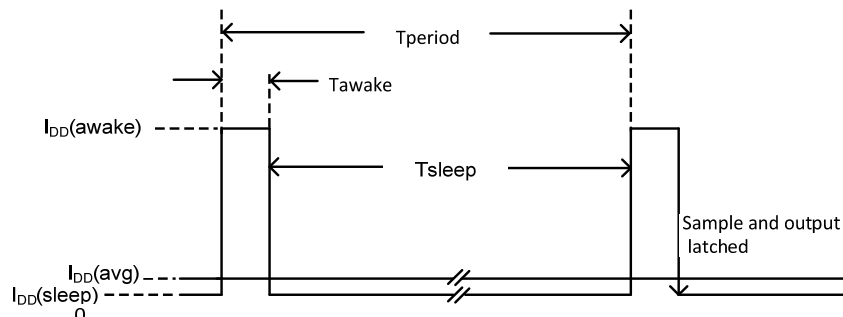 Tperiod
Tawake
IDD(awake)
Tsleep
Sample and output
latched
IDD(avg)
IDD(sleep)
0